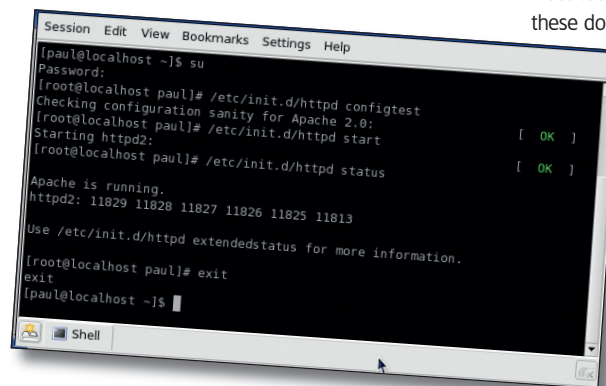 these do
Session Edit View Bookmarks Settings Help
[paul@localhost ~]$ su
Password:
[root@localhost paul]# /etc/init.d/httpd configtest
Checking configuration sanity for Apache 2.0: [ OK ]
[root@localhost paul]# /etc/init.d/httpd start
Starting httpd2: [ OK ]
[root@localhost paul]# /etc/init.d/httpd status
Apache is running.
httpd2: 11829 11828 11827 11826 11825 11813
Use /etc/init.d/httpd extendedstatus for more information.
[root@localhost paul]# exit
exit
[paul@localhost ~]$
Shell